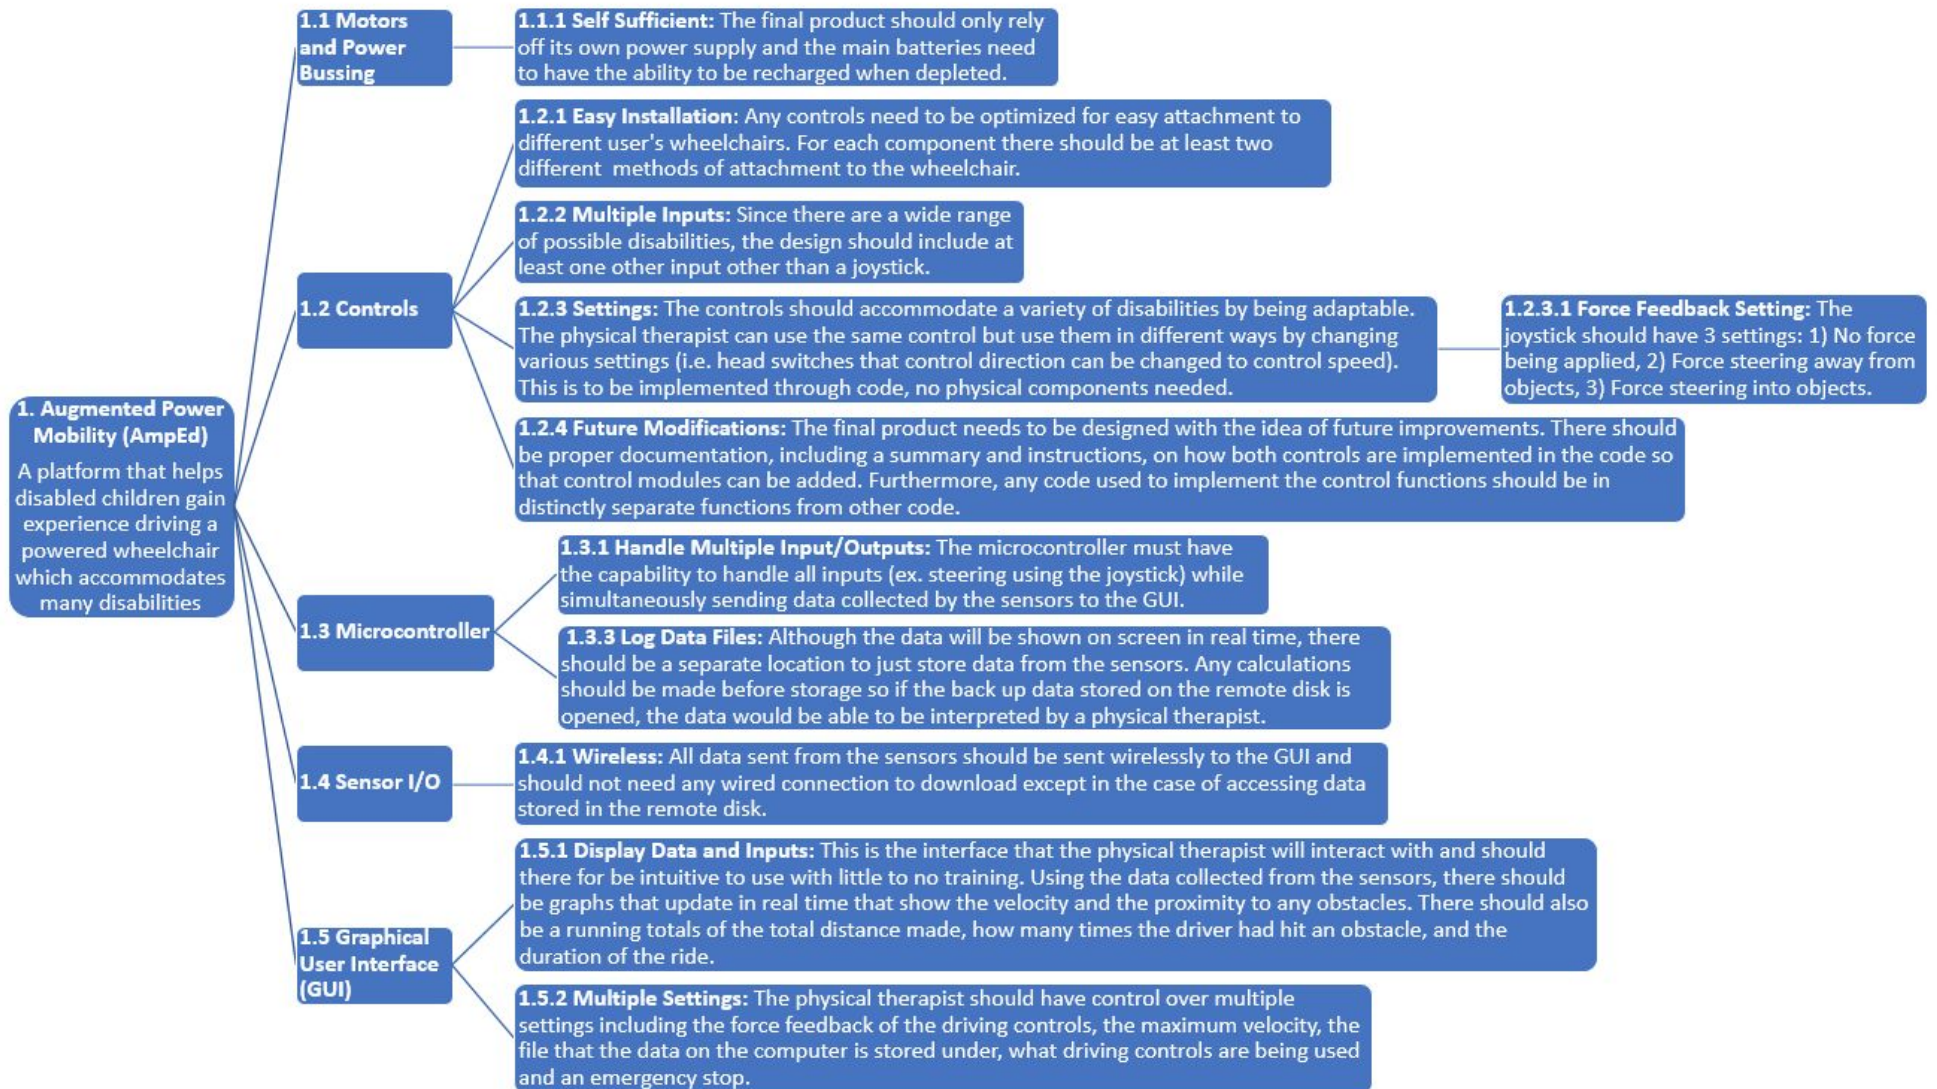 1. Augmented Power
Mobility (AmpEd)
A platform that helps
disabled children gain
experience driving a
powered wheelchair
which accommodates
many disabilities
1.1 Motors
and Power
Bussing
1.1.1 Self Sufficient: The final product should only rely
off its own power supply and the main batteries need
to have the ability to be recharged when depleted.
1.2 Controls
1.2.1 Easy Installation: Any controls need to be optimized for easy attachment to
different user's wheelchairs. For each component there should be at least two
different methods of attachment to the wheelchair.
1.2.2 Multiple Inputs: Since there are a wide range
of possible disabilities, the design should include at
least one other input other than a joystick.
1.2.3 Settings: The controls should accommodate a variety of disabilities by being adaptable.
The physical therapist can use the same control but use them in different ways by changing
various settings (i.e. head switches that control direction can be changed to control speed).
This is to be implemented through code, no physical components needed.
1.2.3.1 Force Feedback Setting: The
joystick should have 3 settings: 1) No force
being applied, 2) Force steering away from
objects, 3) Force steering into objects.
1.2.4 Future Modifications: The final product needs to be designed with the idea of future improvements. There should
be proper documentation, including a summary and instructions, on how both controls are implemented in the code so
that control modules can be added. Furthermore, any code used to implement the control functions should be in
distinctly separate functions from other code.
1.3 Microcontroller
1.3.1 Handle Multiple Input/Outputs: The microcontroller must have
the capability to handle all inputs (ex. steering using the joystick) while
simultaneously sending data collected by the sensors to the GUI.
1.3.3 Log Data Files: Although the data will be shown on screen in real time, there
should be a separate location to just store data from the sensors. Any calculations
should be made before storage so if the back up data stored on the remote disk is
opened, the data would be able to be interpreted by a physical therapist.
1.4 Sensor I/O
1.4.1 Wireless: All data sent from the sensors should be sent wirelessly to the GUI and
should not need any wired connection to download except in the case of accessing data
stored in the remote disk.
1.5 Graphical
User Interface
(GUI)
1.5.1 Display Data and Inputs: This is the interface that the physical therapist will interact with and should
there for be intuitive to use with little to no training. Using the data collected from the sensors, there should
be graphs that update in real time that show the velocity and the proximity to any obstacles. There should also
be a running totals of the total distance made, how many times the driver had hit an obstacle, and the
duration of the ride.
1.5.2 Multiple Settings: The physical therapist should have control over multiple
settings including the force feedback of the driving controls, the maximum velocity, the
file that the data on the computer is stored under, what driving controls are being used
and an emergency stop.